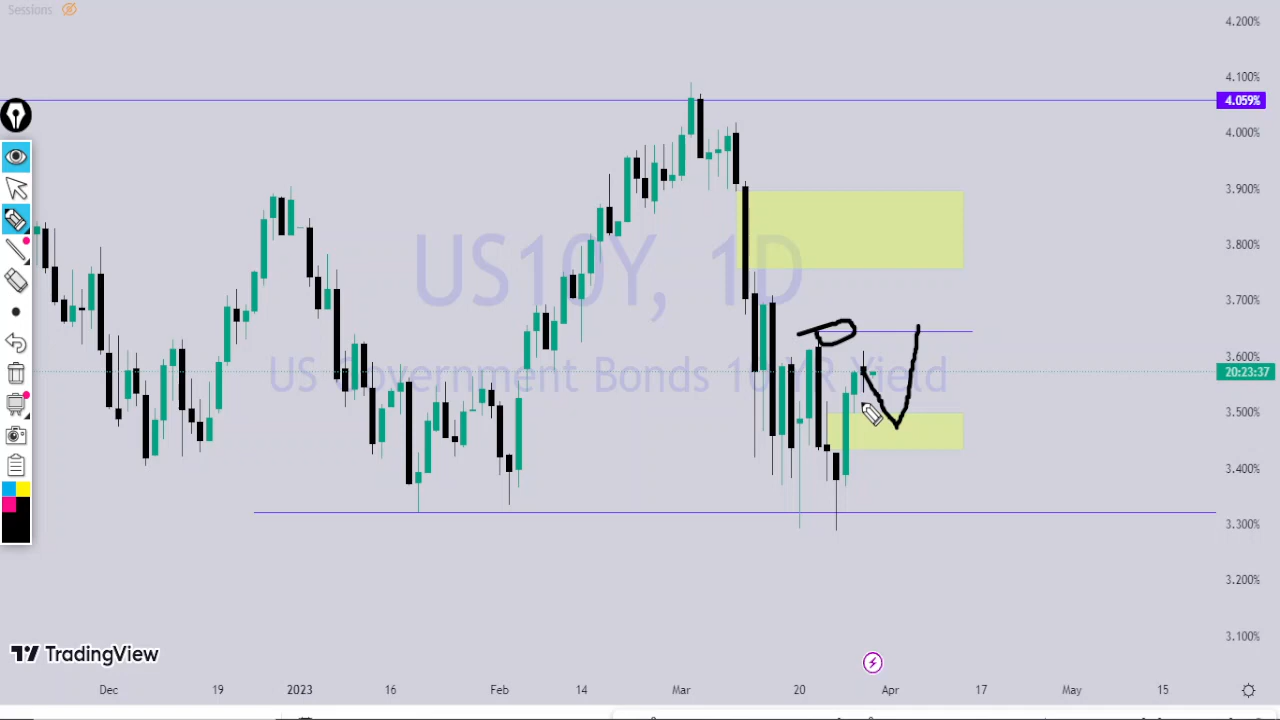 Sessions
4.200%
4.100%
4.059%
4.000%
3.900%
3.800%
US10Y, 1D
3.700%
3.600%
US Government Bonds 10 YR Yield
20:23:37
3.500%
3.400%
3.300%
3.200%
3.100%
TradingView
Dec 19 2023 16 Feb 14 Mar 20 Apr 17 May 15